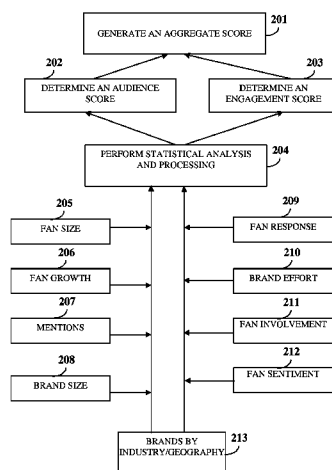 201
GENERATE AN AGGREGATE SCORE
202
203
DETERMINE AN AUDIENCE
SCORE
DETERMINE AN
ENGAGEMENT SCORE
PERFORM STATISTICAL ANALYSIS
AND PROCESSING
204
205
FAN SIZE
209
FAN RESPONSE
206
FAN GROWTH
210
BRAND EFFORT
207
MENTIONS
211
FAN INVOLVEMENT
208
BRAND SIZE
212
FAN SENTIMENT
BRANDS BY
INDUSTRY/GEOGRAPHY
213